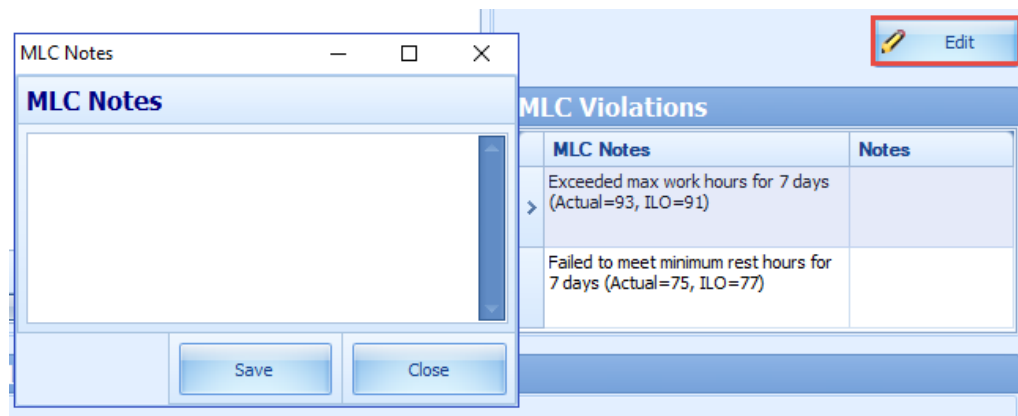 MLC Notes
MLC Notes
Save
Close
Edit
MLC Violations
MLC Notes Notes
Exceeded max work hours for 7 days
(Actual=93, ILO=91)
Failed to meet minimum rest hours for
7 days (Actual=75, ILO=77)